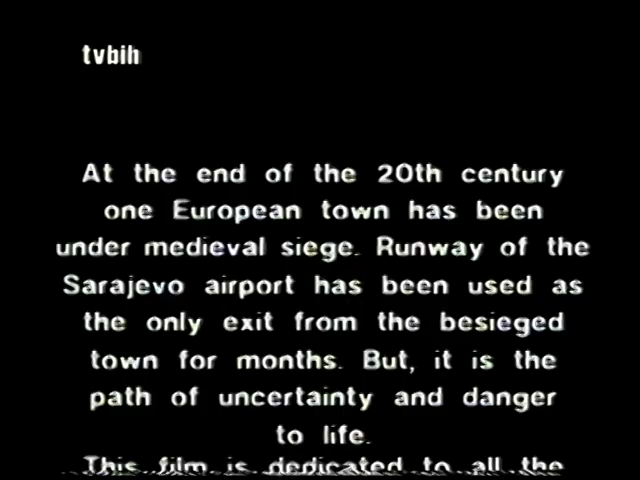 tvbih
At the end of the 20th century
one European town has been
under medieval siege. Runway of the
Sarajevo airport has been used as
the only exit from the besieged
town for months. But, it is the
path of uncertainty and danger
to life.
This film is dedicated to all the